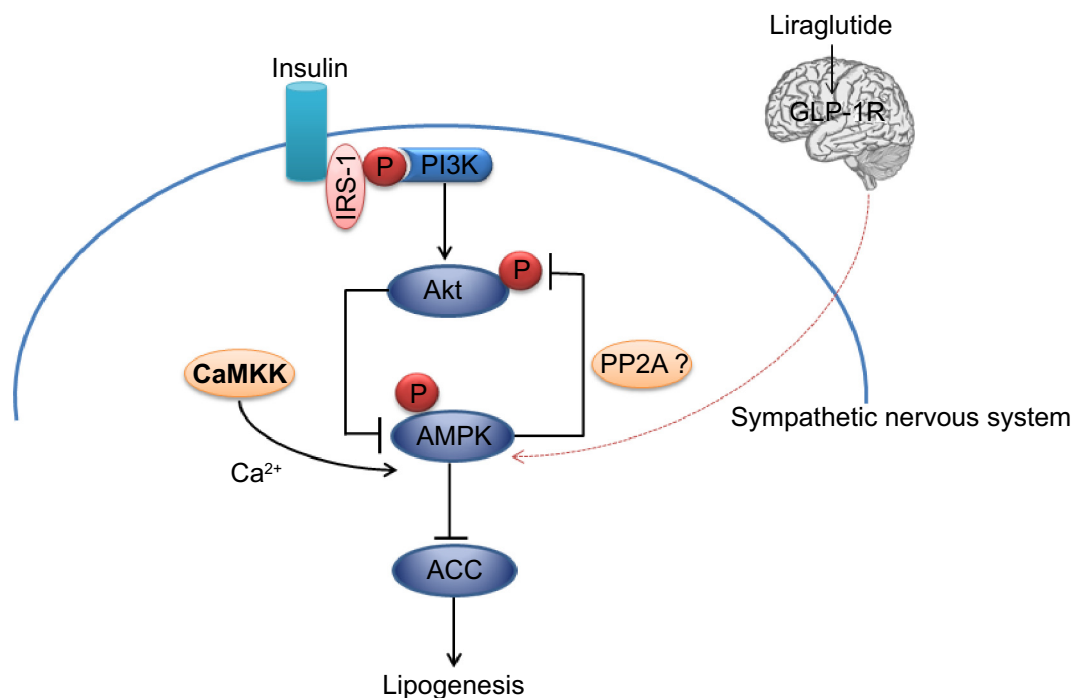 Liraglutide
Insulin
GLP-1R
IRS-1
P
PI3K
P
Akt
PP2A ?
CaMKK
P
AMPK
Sympathetic nervous system
Ca²⁺
ACC
Lipogenesis